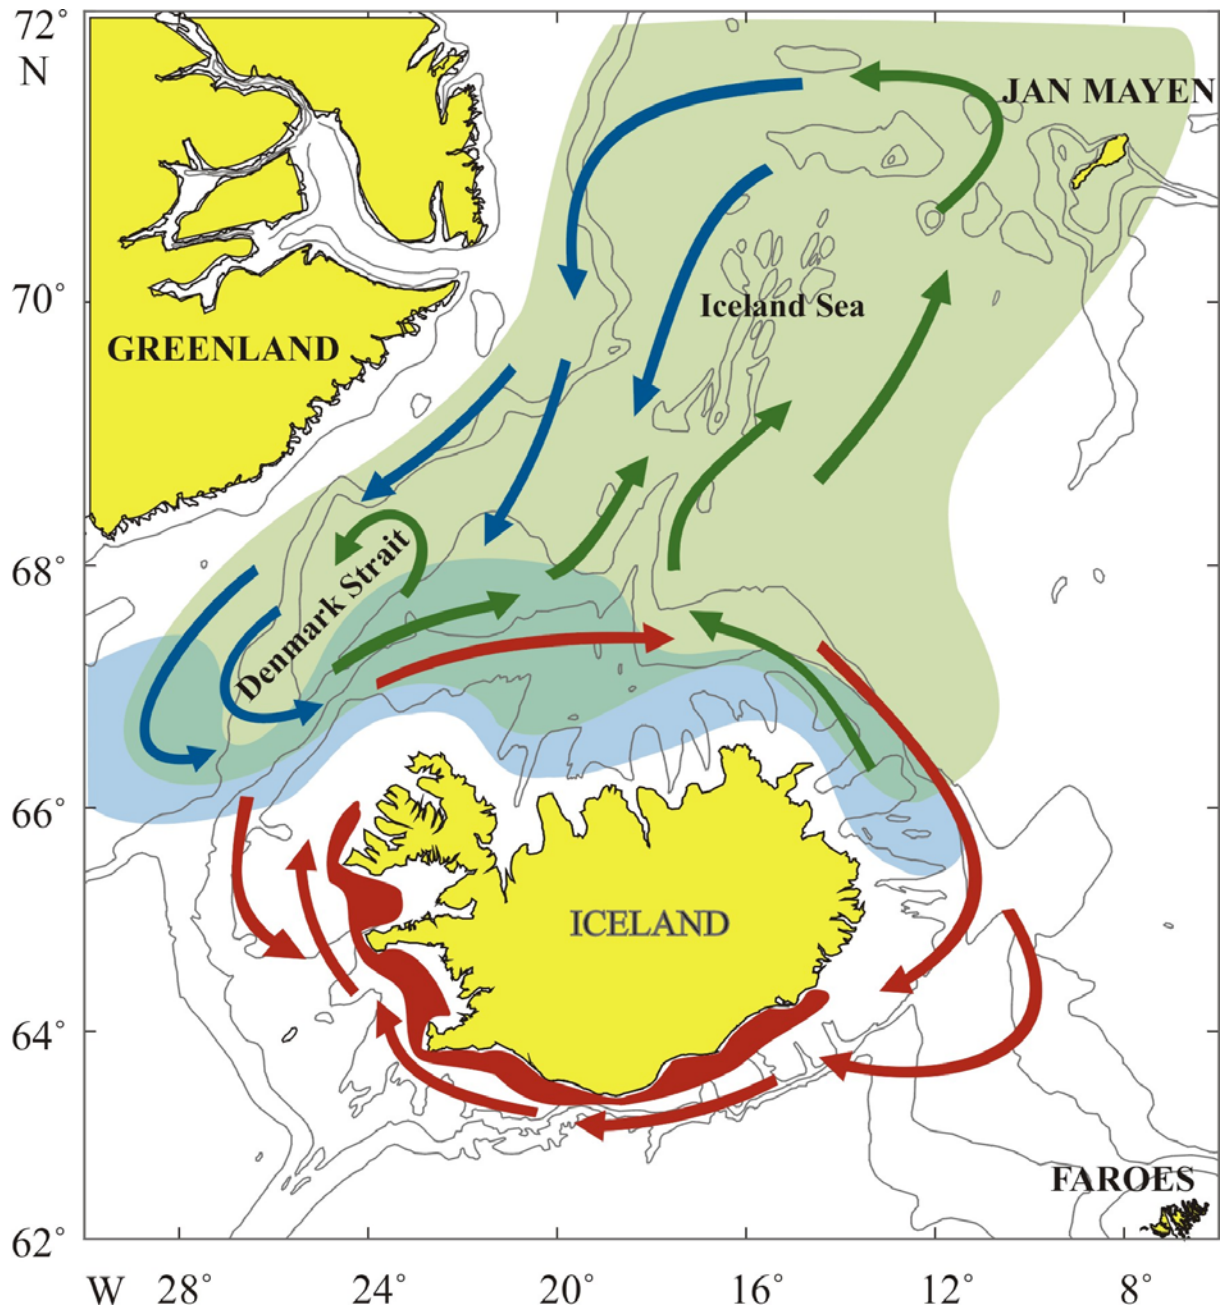 72°
N
JAN MAYEN
70°
Iceland Sea
GREENLAND
68°
Denmark Strait
66°
ICELAND
64°
FAROES
62°
W 28° 24° 20° 16° 12° 8°